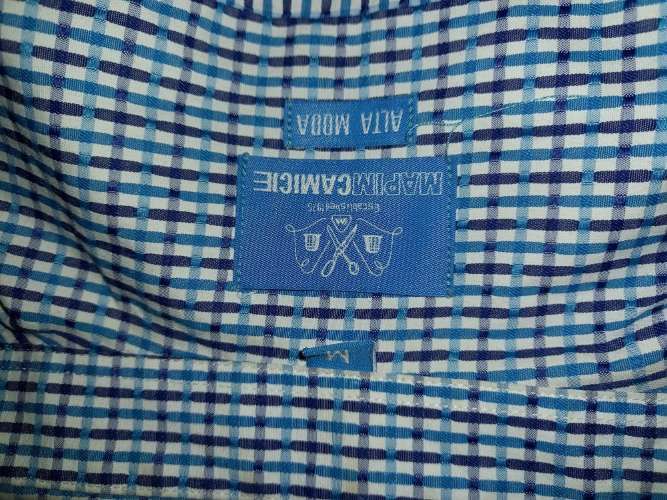 Established 1975
MAPIMCAMICIE
ALTA MODA
M